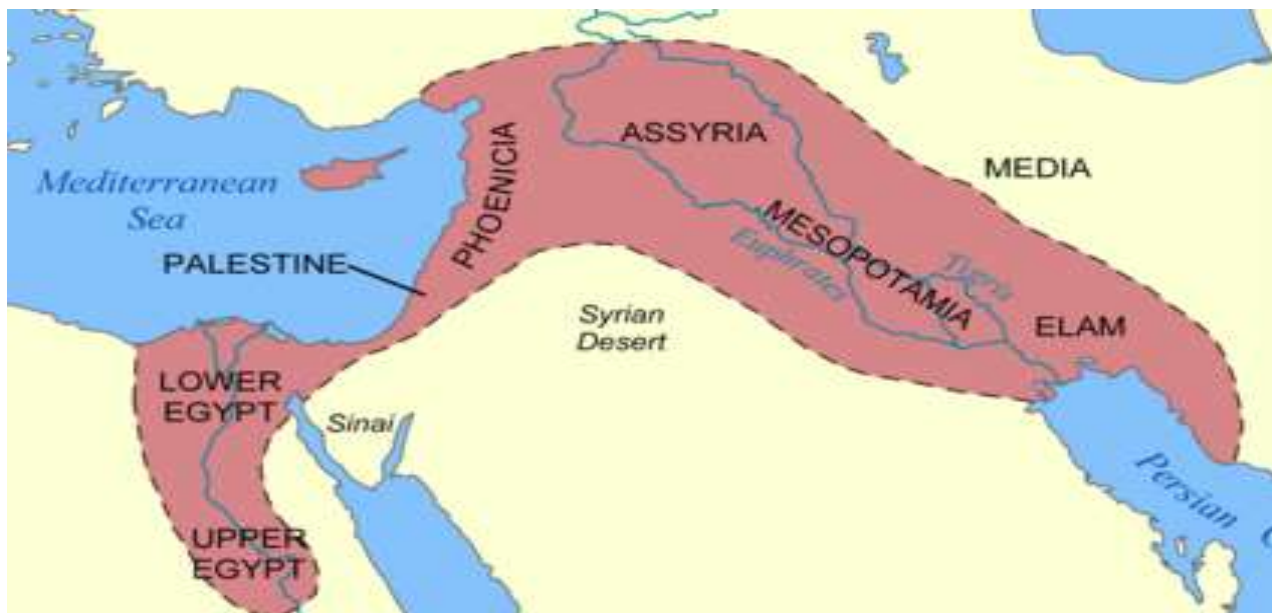 ASSYRIA
MEDIA
PHOENICIA
Mediterranean
Sea
MESOPOTAMIA
Euphrates
Tigris
PALESTINE
Syrian
Desert
ELAM
LOWER
EGYPT
Sinai
Persian
UPPER
EGYPT